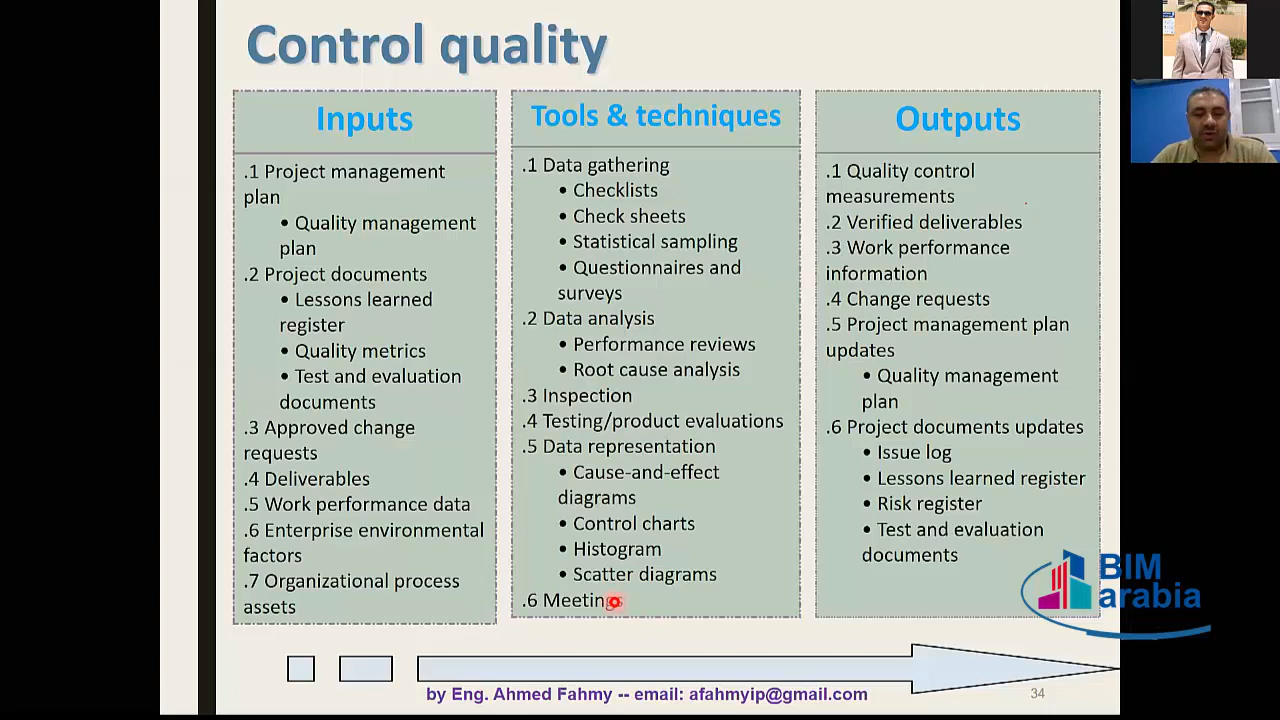 Control quality
Inputs
.1 Project management
plan
• Quality management
plan
.2 Project documents
• Lessons learned
register
• Quality metrics
• Test and evaluation
documents
.3 Approved change
requests
.4 Deliverables
.5 Work performance data
.6 Enterprise environmental
factors
.7 Organizational process
assets
Tools & techniques
.1 Data gathering
• Checklists
• Check sheets
• Statistical sampling
• Questionnaires and
surveys
.2 Data analysis
• Performance reviews
• Root cause analysis
.3 Inspection
.4 Testing/product evaluations
.5 Data representation
• Cause-and-effect
diagrams
• Control charts
• Histogram
• Scatter diagrams
.6 Meetings
Outputs
.1 Quality control
measurements
.2 Verified deliverables
.3 Work performance
information
.4 Change requests
.5 Project management plan
updates
• Quality management
plan
.6 Project documents updates
• Issue log
• Lessons learned register
• Risk register
• Test and evaluation
documents
BIM
arabia
by Eng. Ahmed Fahmy -- email: afahmyip@gmail.com
34